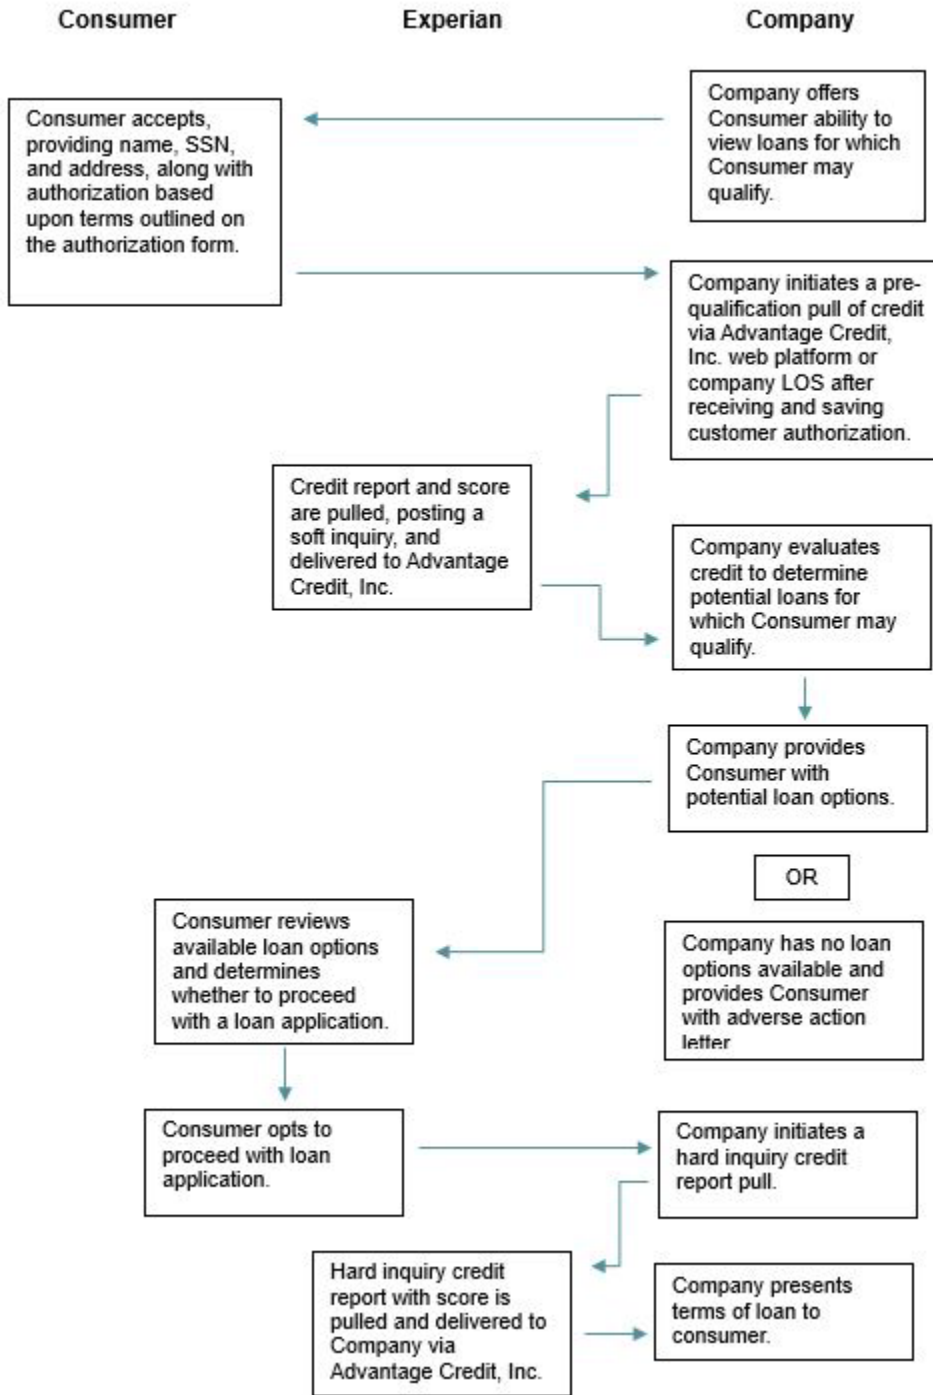 Consumer
Experian
Company
Company offers
Consumer ability to
view loans for which
Consumer may
qualify.
Consumer accepts,
providing name, SSN,
and address, along with
authorization based
upon terms outlined on
the authorization form.
Company initiates a pre-
qualification pull of credit
via Advantage Credit,
Inc. web platform or
company LOS after
receiving and saving
customer authorization.
Credit report and score
are pulled, posting a
soft inquiry, and
delivered to Advantage
Credit, Inc.
Company evaluates
credit to determine
potential loans for
which Consumer may
qualify.
Company provides
Consumer with
potential loan options.
OR
Company has no loan
options available and
provides Consumer
with adverse action
letter
Consumer reviews
available loan options
and determines
whether to proceed
with a loan application.
Consumer opts to
proceed with loan
application.
Company initiates a
hard inquiry credit
report pull.
Hard inquiry credit
report with score is
pulled and delivered to
Company via
Advantage Credit, Inc.
Company presents
terms of loan to
consumer.